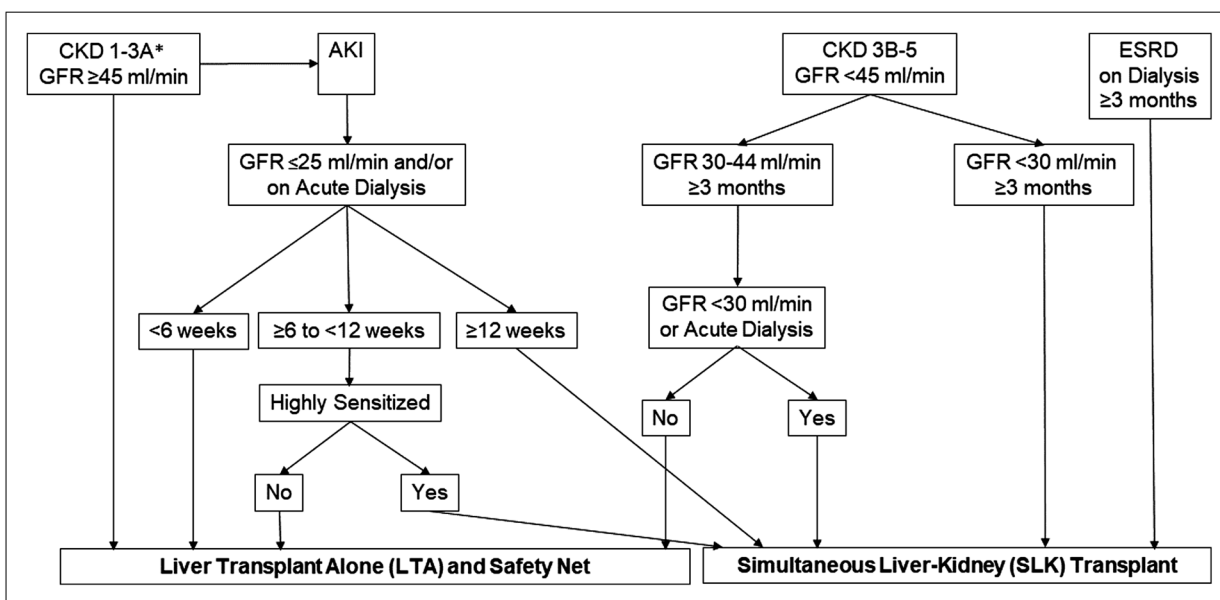 CKD 1-3A*
GFR ≥45 ml/min
AKI
CKD 3B-5
GFR <45 ml/min
ESRD
on Dialysis
≥3 months
GFR ≤25 ml/min and/or
on Acute Dialysis
GFR 30-44 ml/min
≥3 months
GFR <30 ml/min
≥3 months
<6 weeks
≥6 to <12 weeks
≥12 weeks
GFR <30 ml/min
or Acute Dialysis
Highly Sensitized
No
Yes
No
Yes
Liver Transplant Alone (LTA) and Safety Net
Simultaneous Liver-Kidney (SLK) Transplant